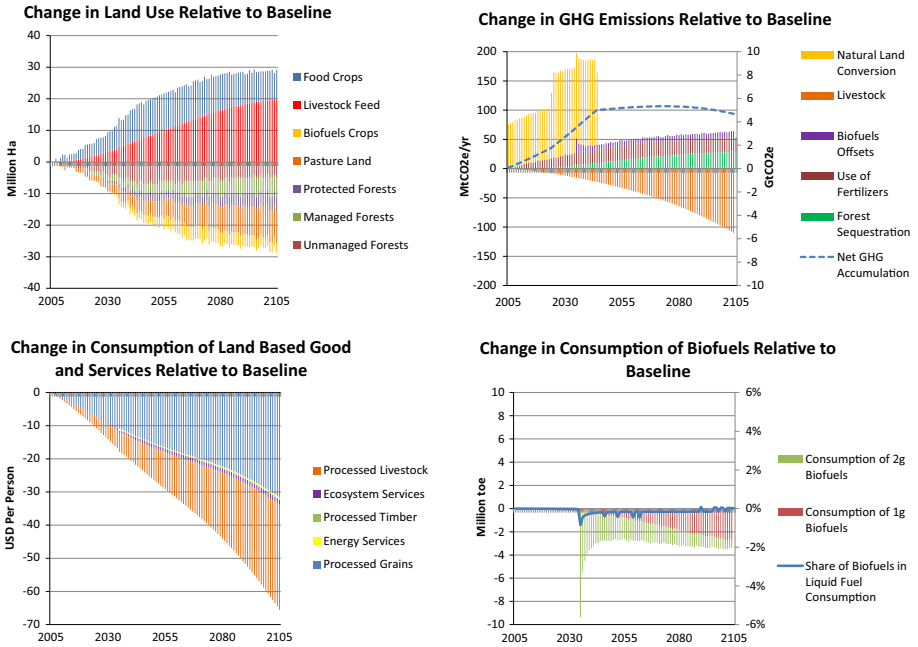 Change in Land Use Relative to Baseline
Million Ha
40
30
20
10
0
-10
-20
-30
-40
2005 2030 2055 2080 2105
Food Crops
Livestock Feed
Biofuels Crops
Pasture Land
Protected Forests
Managed Forests
Unmanaged Forests
Change in GHG Emissions Relative to Baseline
MtCO2e/yr
200
150
100
50
0
-50
-100
-150
-200
GtCO2e
10
8
6
4
2
0
-2
-4
-6
-8
-10
2005 2030 2055 2080 2105
Natural Land
Conversion
Livestock
Biofuels
Offsets
Use of
Fertilizers
Forest
Sequestration
Net GHG
Accumulation
Change in Consumption of Land Based Good
and Services Relative to Baseline
USD Per Person
0
-10
-20
-30
-40
-50
-60
-70
2005 2030 2055 2080 2105
Processed Livestock
Ecosystem Services
Processed Timber
Energy Services
Processed Grains
Change in Consumption of Biofuels Relative to
Baseline
Million toe
10
8
6
4
2
0
-2
-4
-6
-8
-10
6%
4%
2%
0%
-2%
-4%
-6%
2005 2030 2055 2080 2105
Consumption of 2g
Biofuels
Consumption of 1g
Biofuels
Share of Biofuels in
Liquid Fuel
Consumption